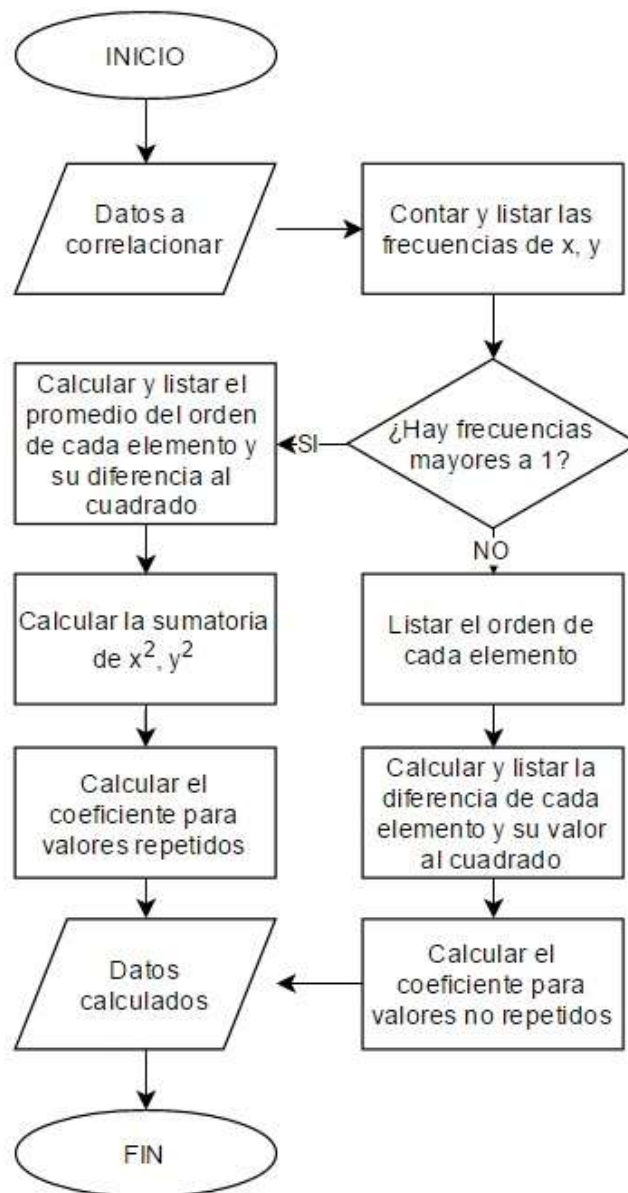 INICIO
Datos a
correlacionar
Contar y listar las
frecuencias de x, y
¿Hay frecuencias
mayores a 1?
SI
Calcular y listar el
promedio del orden
de cada elemento y
su diferencia al
cuadrado
Calcular la sumatoria
de x², y²
Calcular el
coeficiente para
valores repetidos
NO
Listar el orden de
cada elemento
Calcular y listar la
diferencia de cada
elemento y su valor
al cuadrado
Calcular el
coeficiente para
valores no repetidos
Datos
calculados
FIN